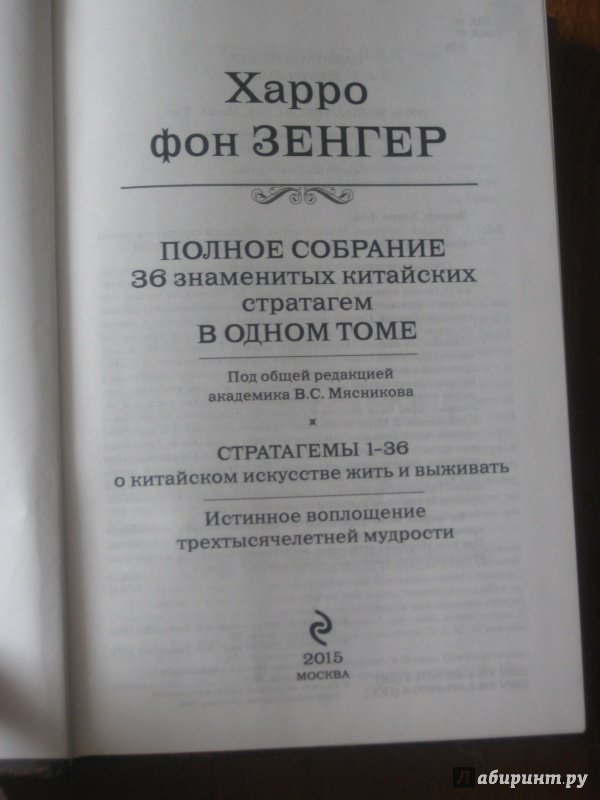 Харро
фон ЗЕНГЕР
ПОЛНОЕ СОБРАНИЕ
36 знаменитых китайских
стратагем
В ОДНОМ ТОМЕ
Под общей редакцией
академика В.С. Мясникова
СТРАТАГЕМЫ 1–36
о китайском искусстве жить и выживать
Истинное воплощение
трехтысячелетней мудрости
2015
МОСКВА
лабиринт.ру